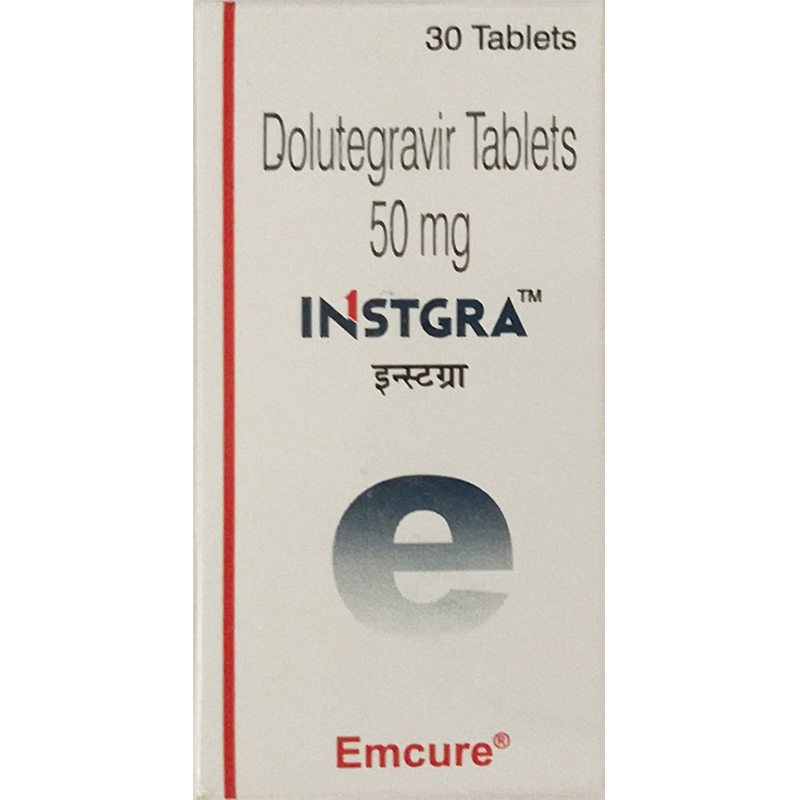 30 Tablets
Dolutegravir Tablets
50 mg
INSTGRA™
इन्स्टग्रा
e
Emcure®